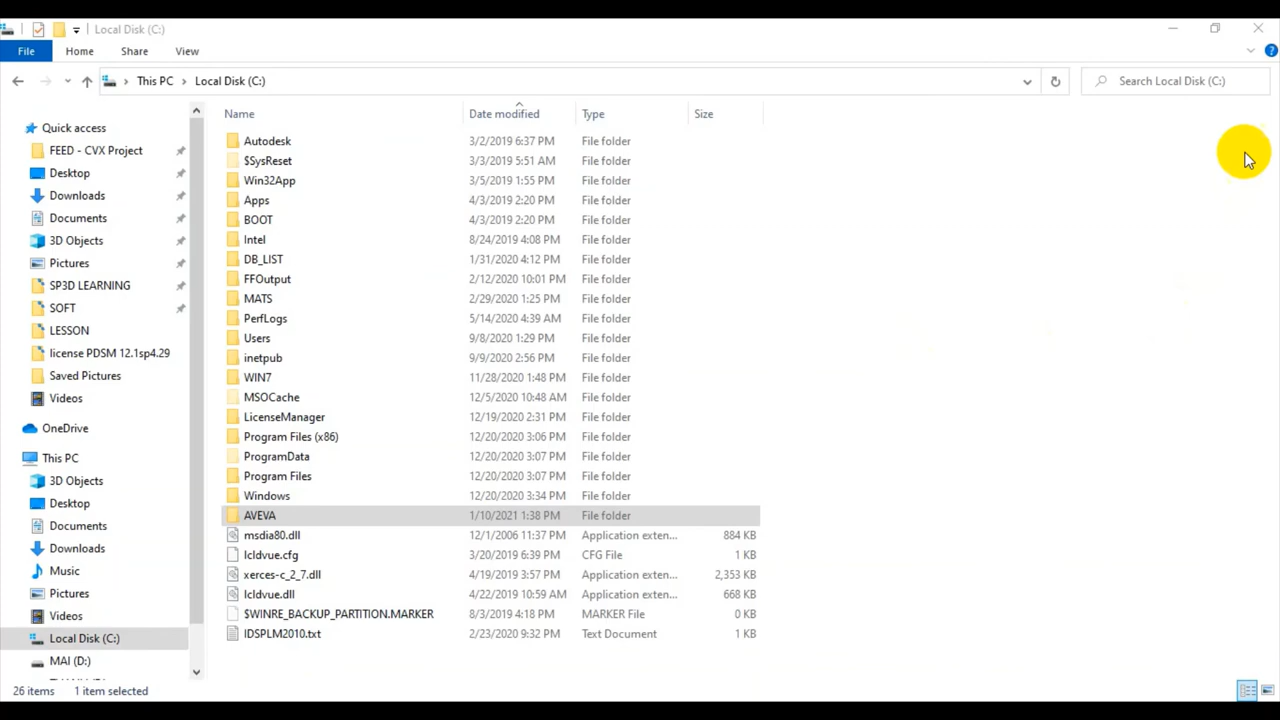 Local Disk (C:)
File Home Share View
This PC Local Disk (C:) Search Local Disk (C:)
Name Date modified Type Size
Quick access
FEED - CVX Project
Desktop
Downloads
Documents
3D Objects
Pictures
SP3D LEARNING
SOFT
LESSON
license PDSM 12.1sp4.29
Saved Pictures
Videos
OneDrive
This PC
3D Objects
Desktop
Documents
Downloads
Music
Pictures
Videos
Local Disk (C:)
MAI (D:)
Autodesk 3/2/2019 6:37 PM File folder
$SysReset 3/3/2019 5:51 AM File folder
Win32App 3/5/2019 1:55 PM File folder
Apps 4/3/2019 2:20 PM File folder
BOOT 4/3/2019 2:20 PM File folder
Intel 8/24/2019 4:08 PM File folder
DB_LIST 1/31/2020 4:12 PM File folder
FFOutput 2/12/2020 10:01 PM File folder
MATS 2/29/2020 1:25 PM File folder
PerfLogs 5/14/2020 4:39 AM File folder
Users 9/8/2020 1:29 PM File folder
inetpub 9/9/2020 2:56 PM File folder
WIN7 11/28/2020 1:48 PM File folder
MSOCache 12/5/2020 10:48 AM File folder
LicenseManager 12/19/2020 2:31 PM File folder
Program Files (x86) 12/20/2020 3:06 PM File folder
ProgramData 12/20/2020 3:07 PM File folder
Program Files 12/20/2020 3:07 PM File folder
Windows 12/20/2020 3:34 PM File folder
AVEVA 1/10/2021 1:38 PM File folder
msdia80.dll 12/1/2006 11:37 PM Application exten... 884 KB
lcldvue.cfg 3/20/2019 6:39 PM CFG File 1 KB
xerces-c_2_7.dll 4/19/2019 3:57 PM Application exten... 2,353 KB
lcldvue.dll 4/22/2019 10:59 AM Application exten... 668 KB
$WINRE_BACKUP_PARTITION.MARKER 8/3/2019 4:18 PM MARKER File 0 KB
IDSPLM2010.txt 2/23/2020 9:32 PM Text Document 1 KB
26 items 1 item selected